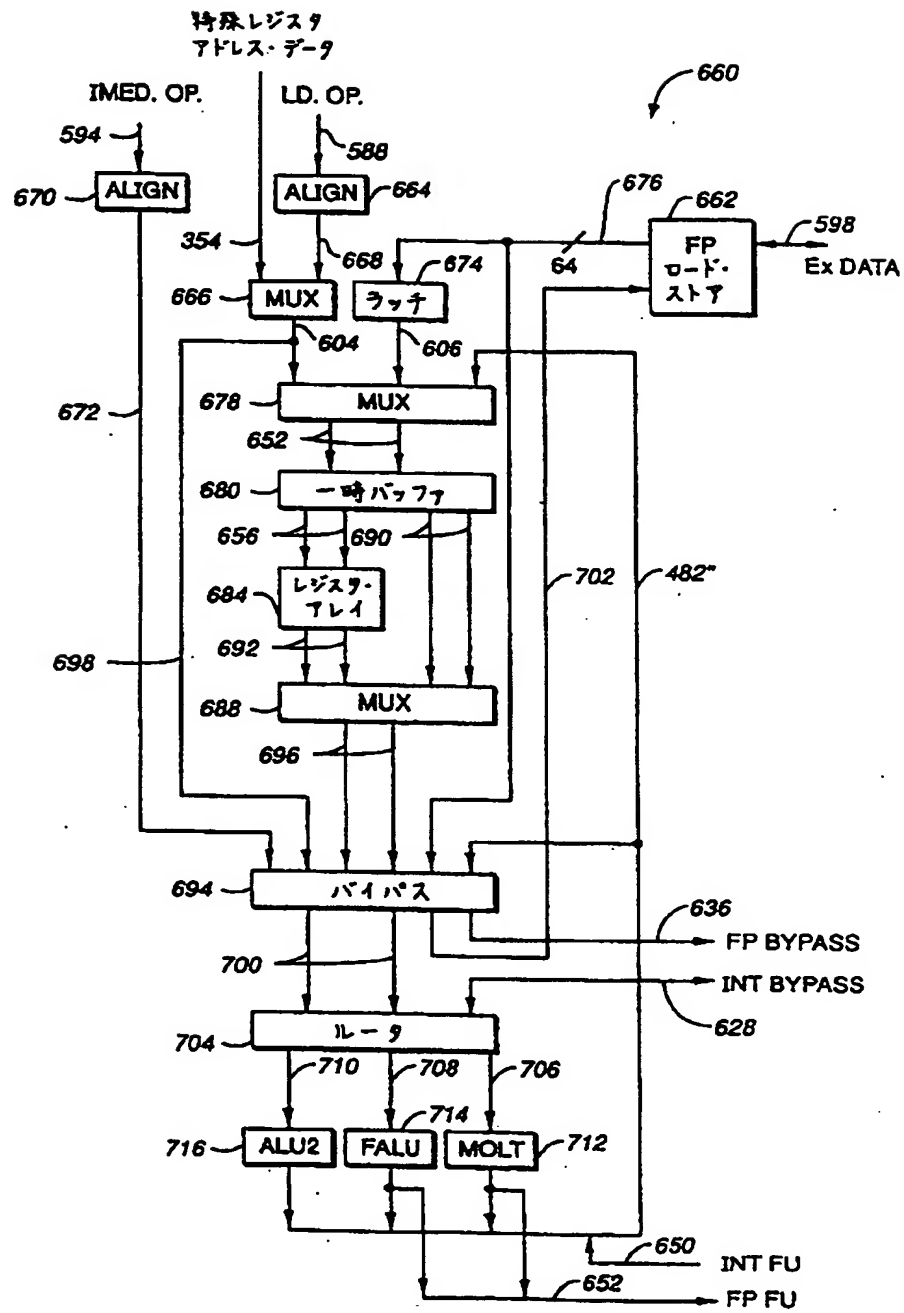 特殊レジスタ
アドレス・データ
660
IMED. OP.
LD. OP.
594
588
670
ALIGN
ALIGN
664
676
662
598
354
668
674
64
FP
ロード・
ストア
Ex DATA
666
MUX
ラッチ
604
606
678
MUX
672
652
680
一時バッファ
656
690
702
482"
684
レジスタ・
アレイ
692
698
688
MUX
696
694
バイパス
636
FP BYPASS
700
INT BYPASS
628
704
ルータ
710
708
706
714
716
ALU2
FALU
MOLT
712
650
INT FU
652
FP FU